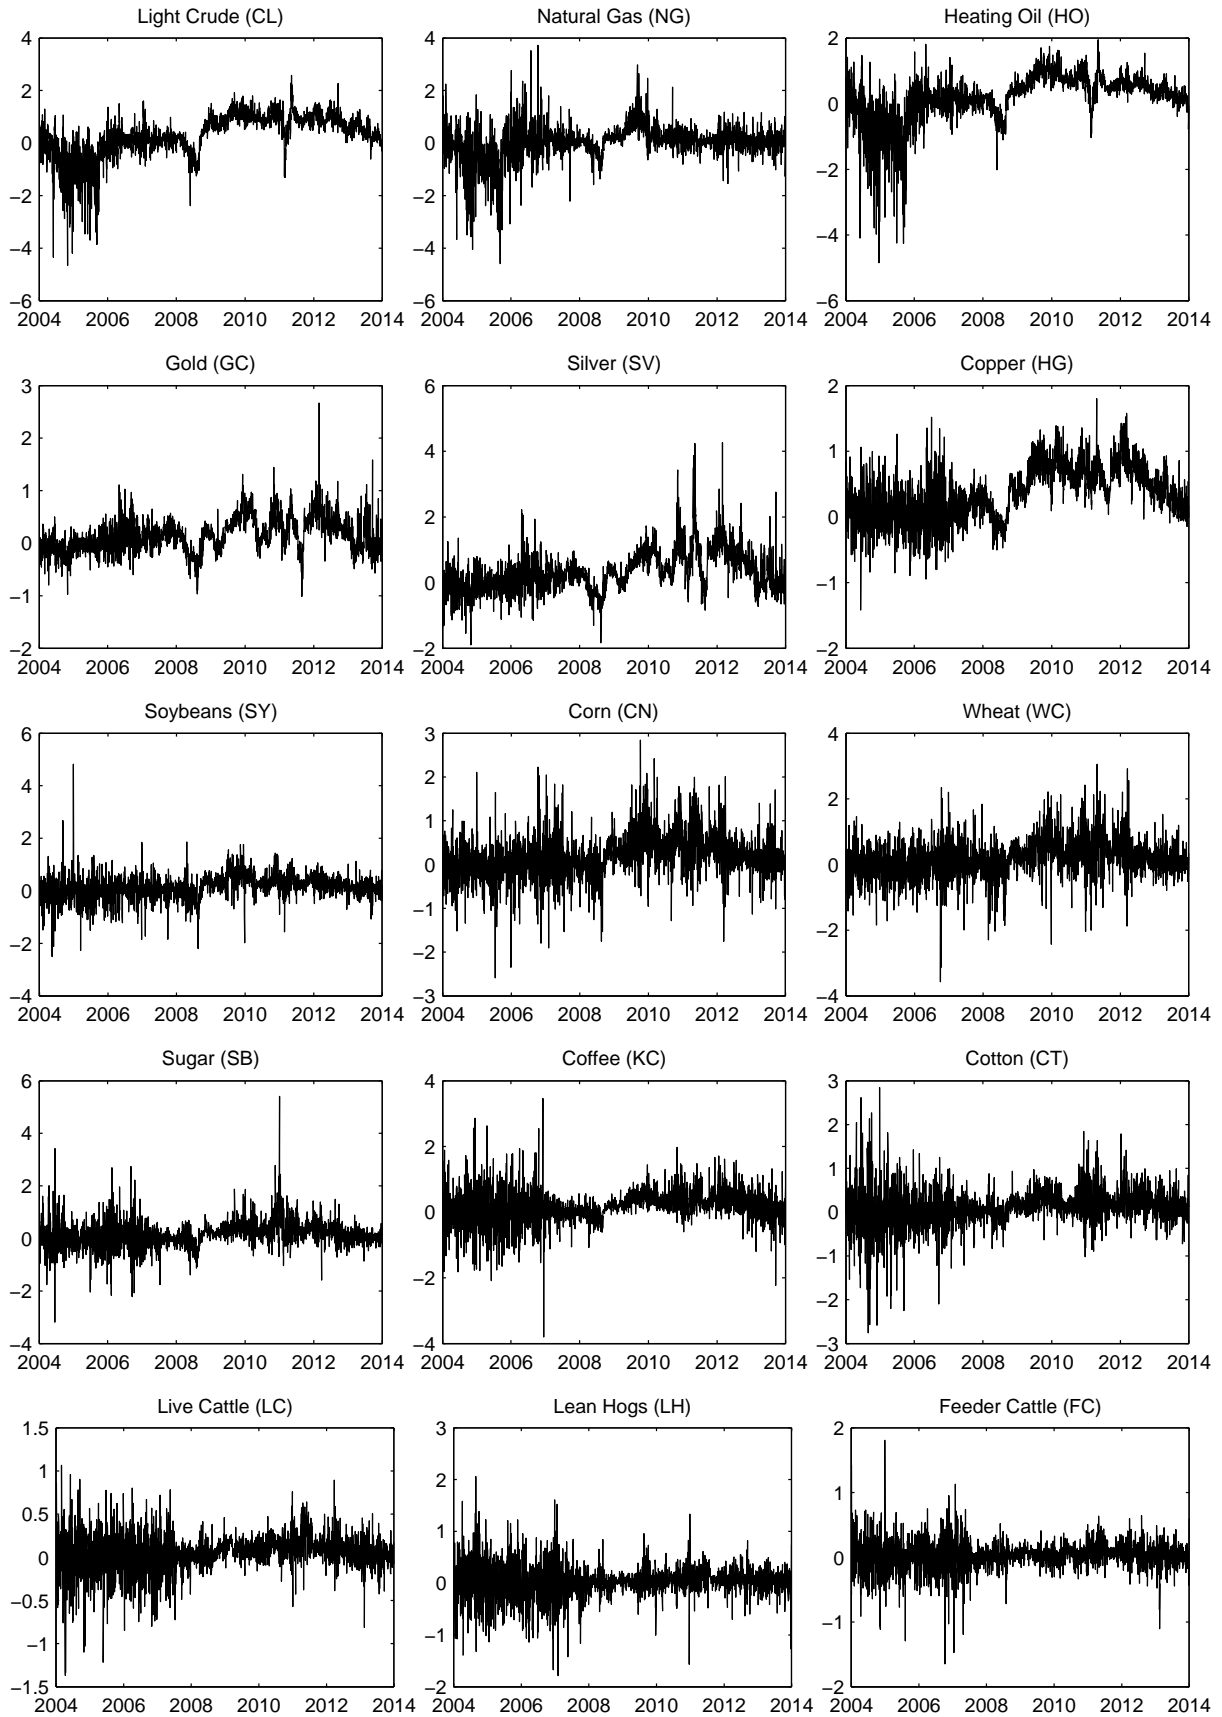 Light Crude (CL)
4
2
0
−2
−4
−6
2004 2006 2008 2010 2012 2014
Natural Gas (NG)
4
2
0
−2
−4
−6
2004 2006 2008 2010 2012 2014
Heating Oil (HO)
2
0
−2
−4
−6
2004 2006 2008 2010 2012 2014
Gold (GC)
3
2
1
0
−1
−2
2004 2006 2008 2010 2012 2014
Silver (SV)
6
4
2
0
−2
2004 2006 2008 2010 2012 2014
Copper (HG)
2
1
0
−1
−2
2004 2006 2008 2010 2012 2014
Soybeans (SY)
6
4
2
0
−2
−4
2004 2006 2008 2010 2012 2014
Corn (CN)
3
2
1
0
−1
−2
−3
2004 2006 2008 2010 2012 2014
Wheat (WC)
4
2
0
−2
−4
2004 2006 2008 2010 2012 2014
Sugar (SB)
6
4
2
0
−2
−4
2004 2006 2008 2010 2012 2014
Coffee (KC)
4
2
0
−2
−4
2004 2006 2008 2010 2012 2014
Cotton (CT)
3
2
1
0
−1
−2
−3
2004 2006 2008 2010 2012 2014
Live Cattle (LC)
1.5
1
0.5
0
−0.5
−1
−1.5
2004 2006 2008 2010 2012 2014
Lean Hogs (LH)
3
2
1
0
−1
−2
2004 2006 2008 2010 2012 2014
Feeder Cattle (FC)
2
1
0
−1
−2
2004 2006 2008 2010 2012 2014